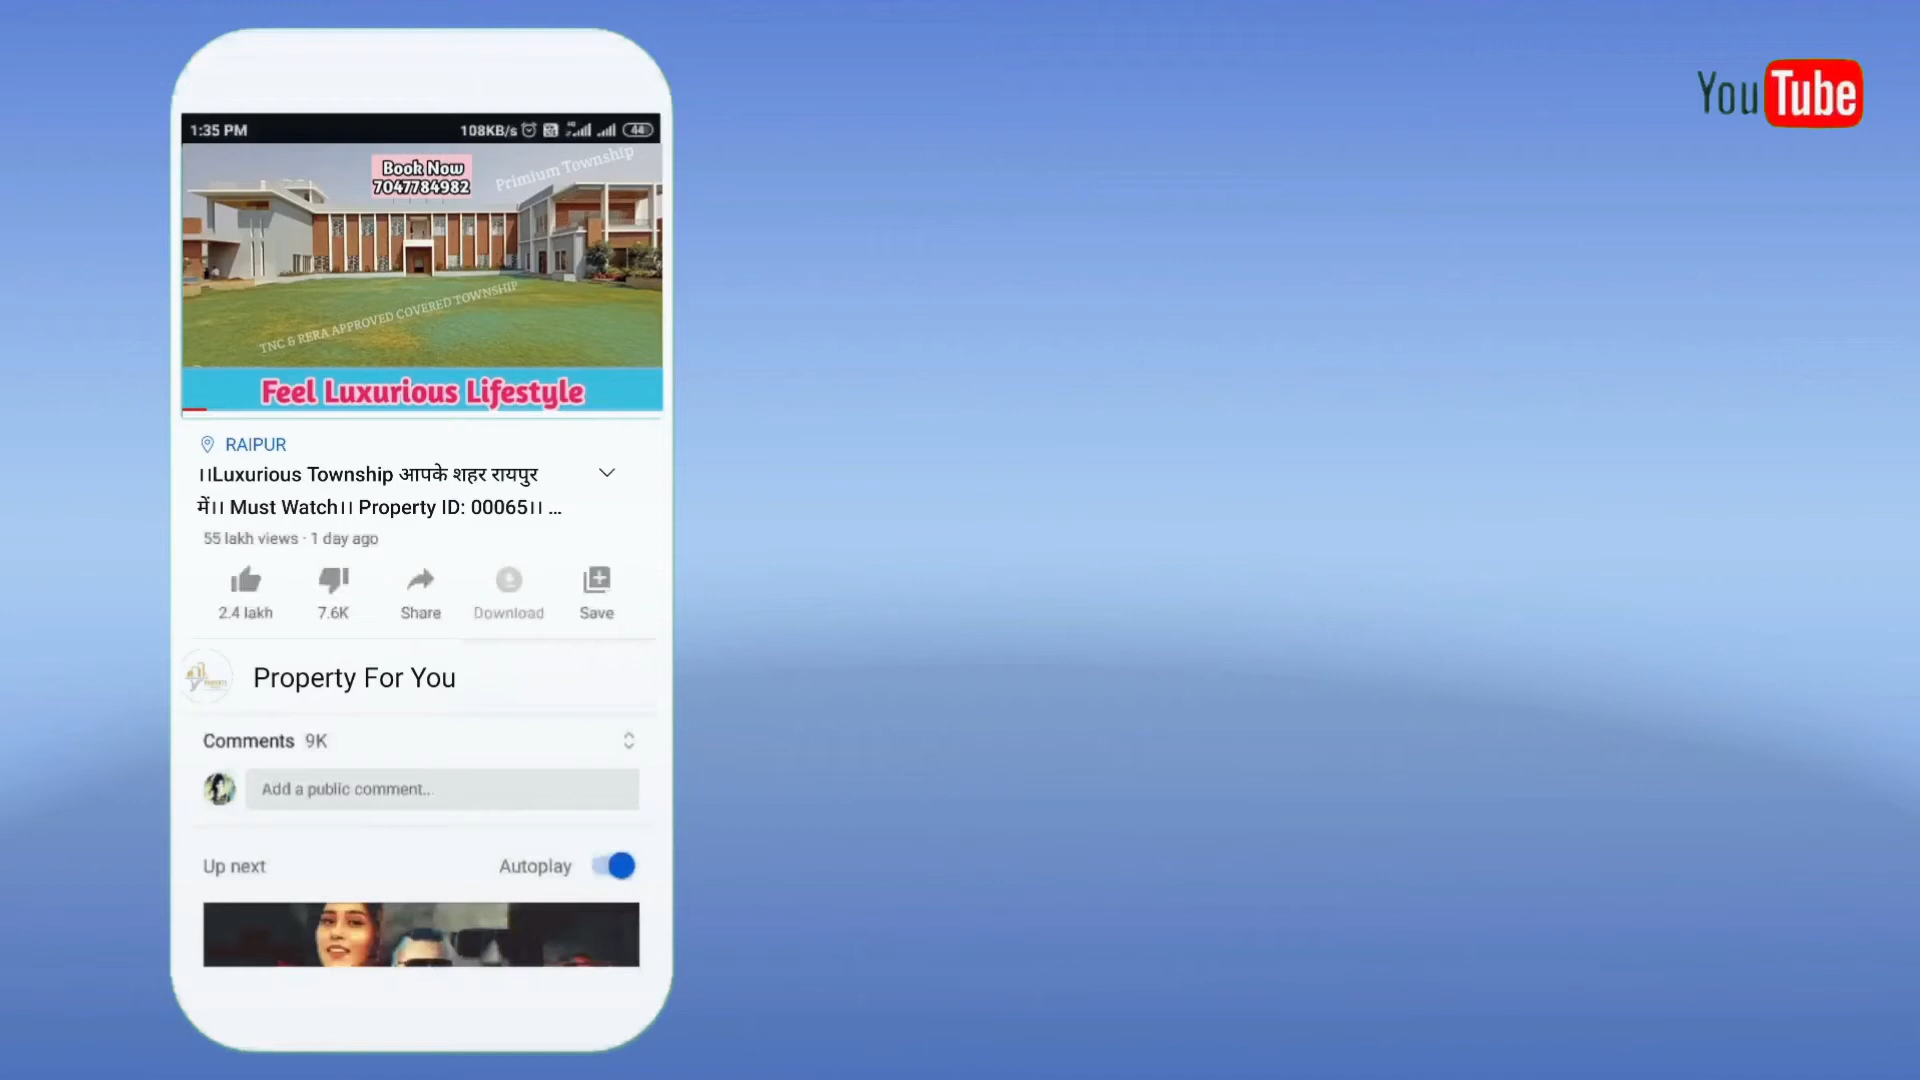 YouTube
1:35 PM 108KB/s 44
Book Now
7047784982
Primium Township
TNC & RERA APPROVED COVERED TOWNSHIP
Feel Luxurious Lifestyle
RAIPUR
।।Luxurious Township आपके शहर रायपुर
में।। Must Watch।। Property ID: 00065।। ...
55 lakh views · 1 day ago
2.4 lakh 7.6K Share Download Save
Property For You
Comments 9K
Add a public comment...
Up next Autoplay